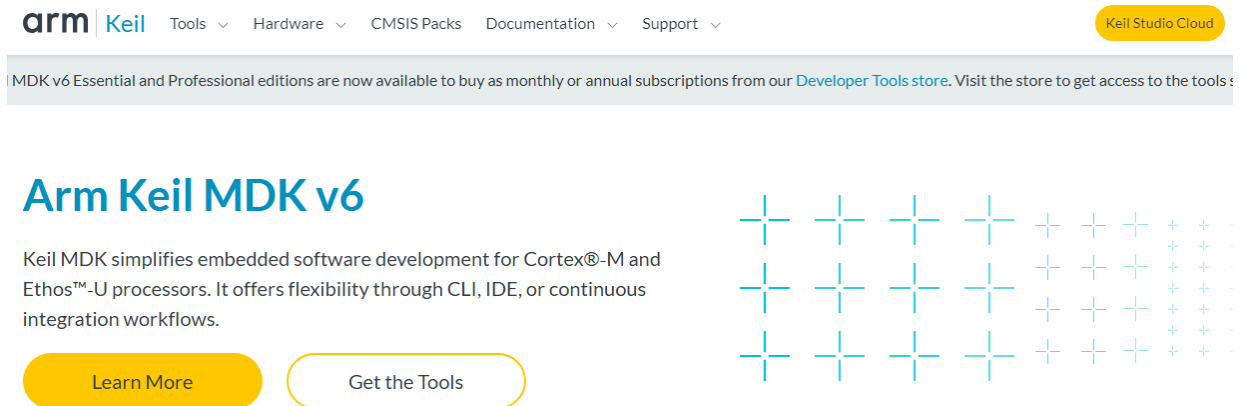 arm Keil Tools Hardware CMSIS Packs Documentation Support Keil Studio Cloud
MDK v6 Essential and Professional editions are now available to buy as monthly or annual subscriptions from our Developer Tools store. Visit the store to get access to the tools
Arm Keil MDK v6
Keil MDK simplifies embedded software development for Cortex®-M and
Ethos™-U processors. It offers flexibility through CLI, IDE, or continuous
integration workflows.
Learn More Get the Tools